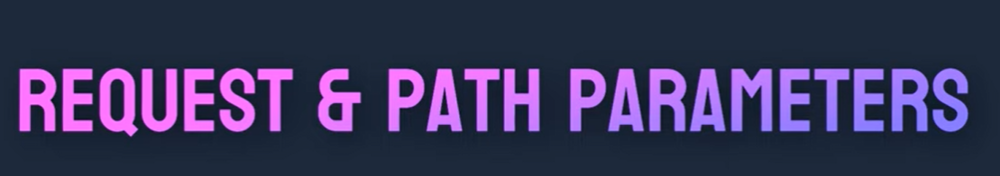 REQUEST & PATH PARAMETERS